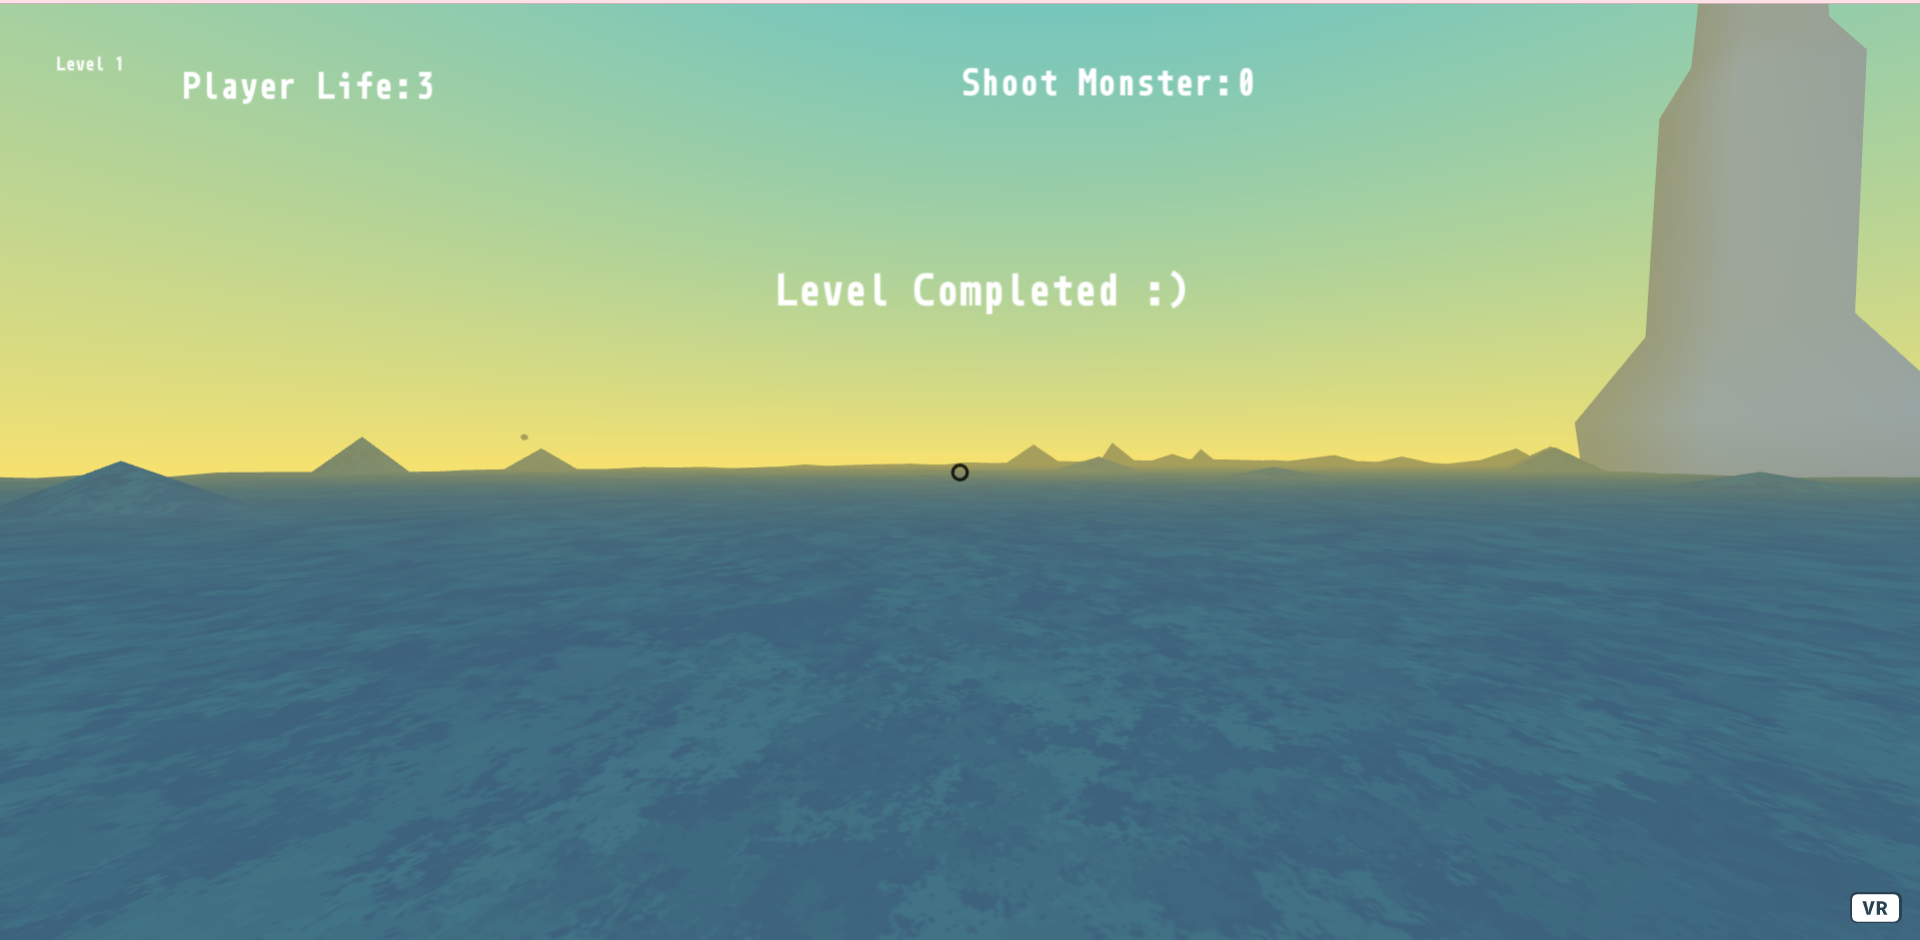 Level 1
Player Life:3
Shoot Monster:0
Level Completed :)
VR